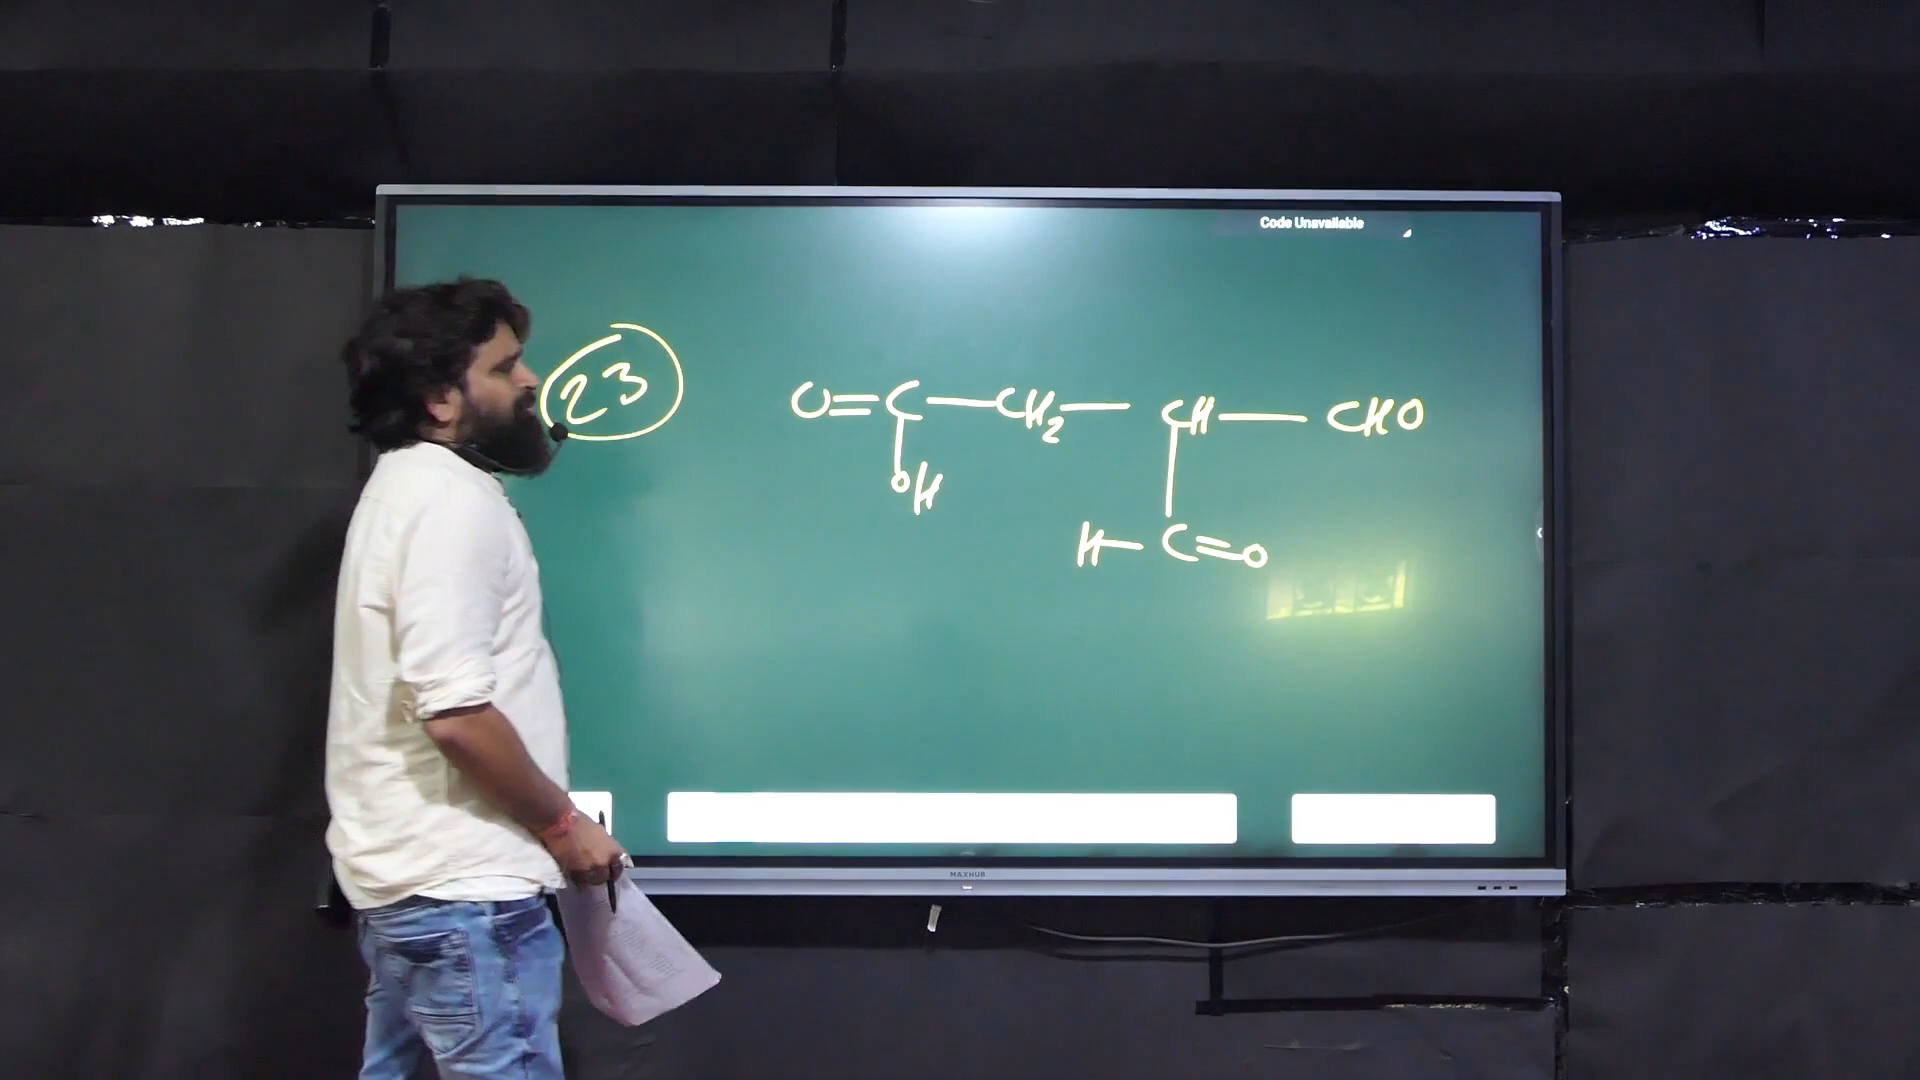 Code Unavailable
23
O=C—CH2—CH—CHO
OH
H—C=O
MAXHUB